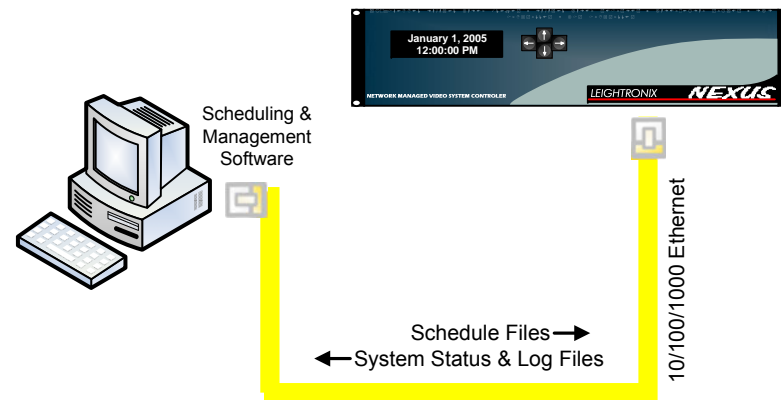 January 1, 2005
12:00:00 PM
NETWORK MANAGED VIDEO SYSTEM CONTROLER
LEIGHTRONIX NEXUS
Scheduling &
Management
Software
10/100/1000 Ethernet
Schedule Files
System Status & Log Files